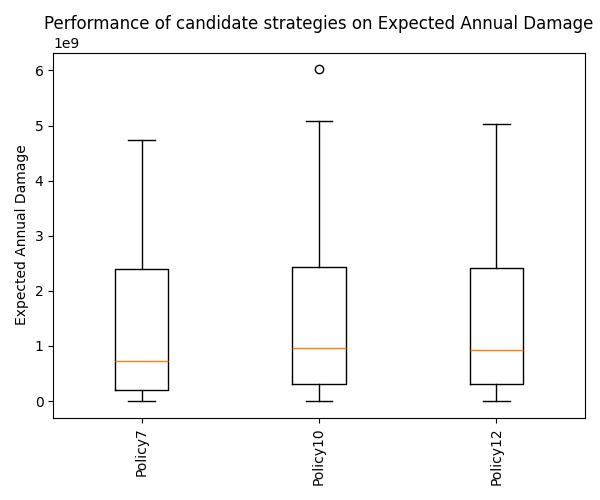 Performance of candidate strategies on Expected Annual Damage
1e9
6
5
4
3
2
1
0
Expected Annual Damage
Policy7
Policy10
Policy12